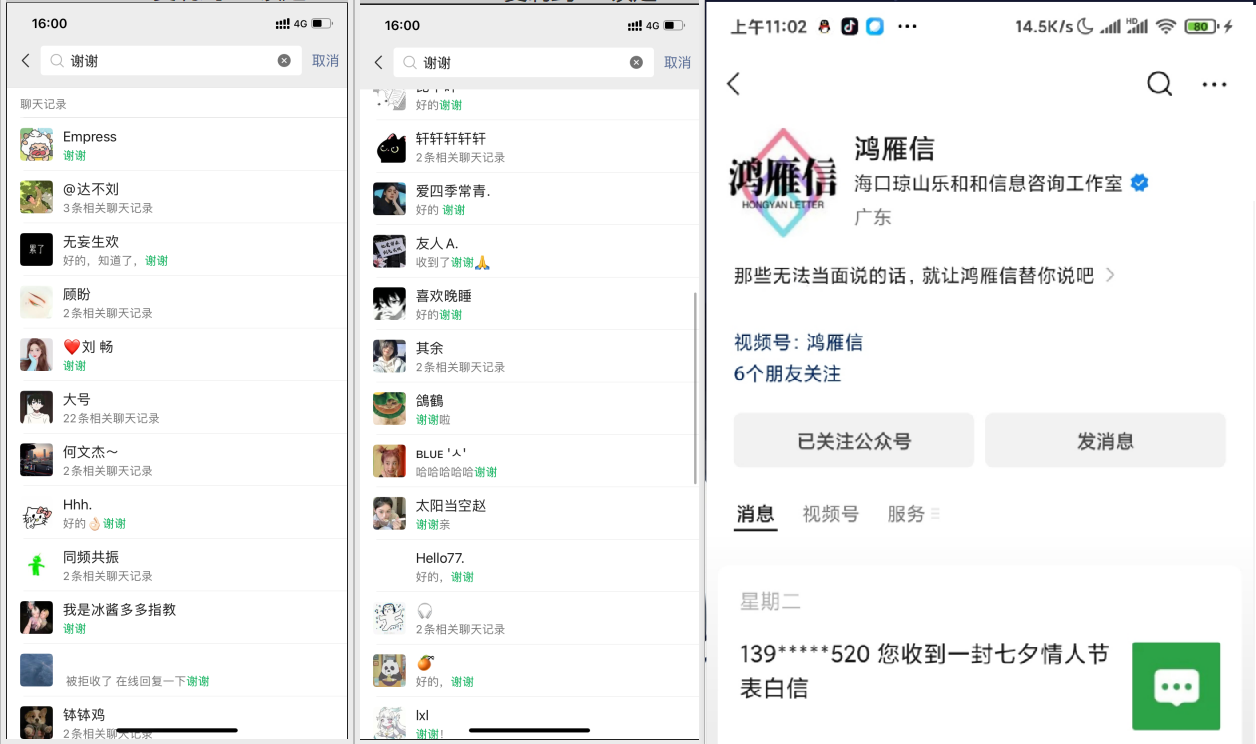 16:00
4G
谢谢
取消
聊天记录
Empress
谢谢
@达不刘
3条相关聊天记录
累了
无妄生欢
好的，知道了，谢谢
顾盼
2条相关聊天记录
❤️刘 畅
谢谢
大号
22条相关聊天记录
何文杰～
2条相关聊天记录
Hhh.
好的👌🏻谢谢
同频共振
2条相关聊天记录
我是冰酱多多指教
谢谢
被拒收了 在线回复一下谢谢
钵钵鸡
2条相关聊天记录
16:00
4G
谢谢
取消
好的谢谢
轩轩轩轩轩
2条相关聊天记录
爱四季常青.
好的 谢谢
友人A.
收到了谢谢🙏
喜欢晚睡
好的谢谢
其余
2条相关聊天记录
鸽鹤
谢谢啦
BLUE 'ㅅ'
哈哈哈哈哈谢谢
太阳当空赵
谢谢亲
Hello77.
好的，谢谢
🎧
2条相关聊天记录
🍊
好的，谢谢
lxl
谢谢!
上午11:02
14.5K/s
HD
80
鸿雁信
HONGYAN LETTER
鸿雁信
海口琼山乐和和信息咨询工作室
广东
那些无法当面说的话，就让鸿雁信替你说吧
视频号：鸿雁信
6个朋友关注
已关注公众号
发消息
消息
视频号
服务
星期二
139*****520 您收到一封七夕情人节
表白信